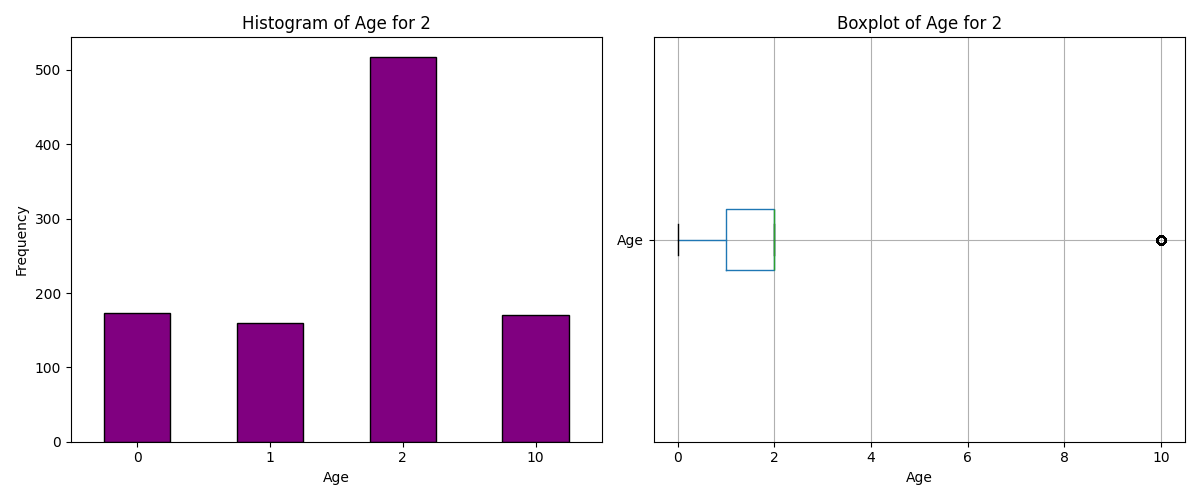 Histogram of Age for 2
500
400
300
200
100
0
Frequency
0 1 2 10
Age
Boxplot of Age for 2
Age
0 2 4 6 8 10
Age